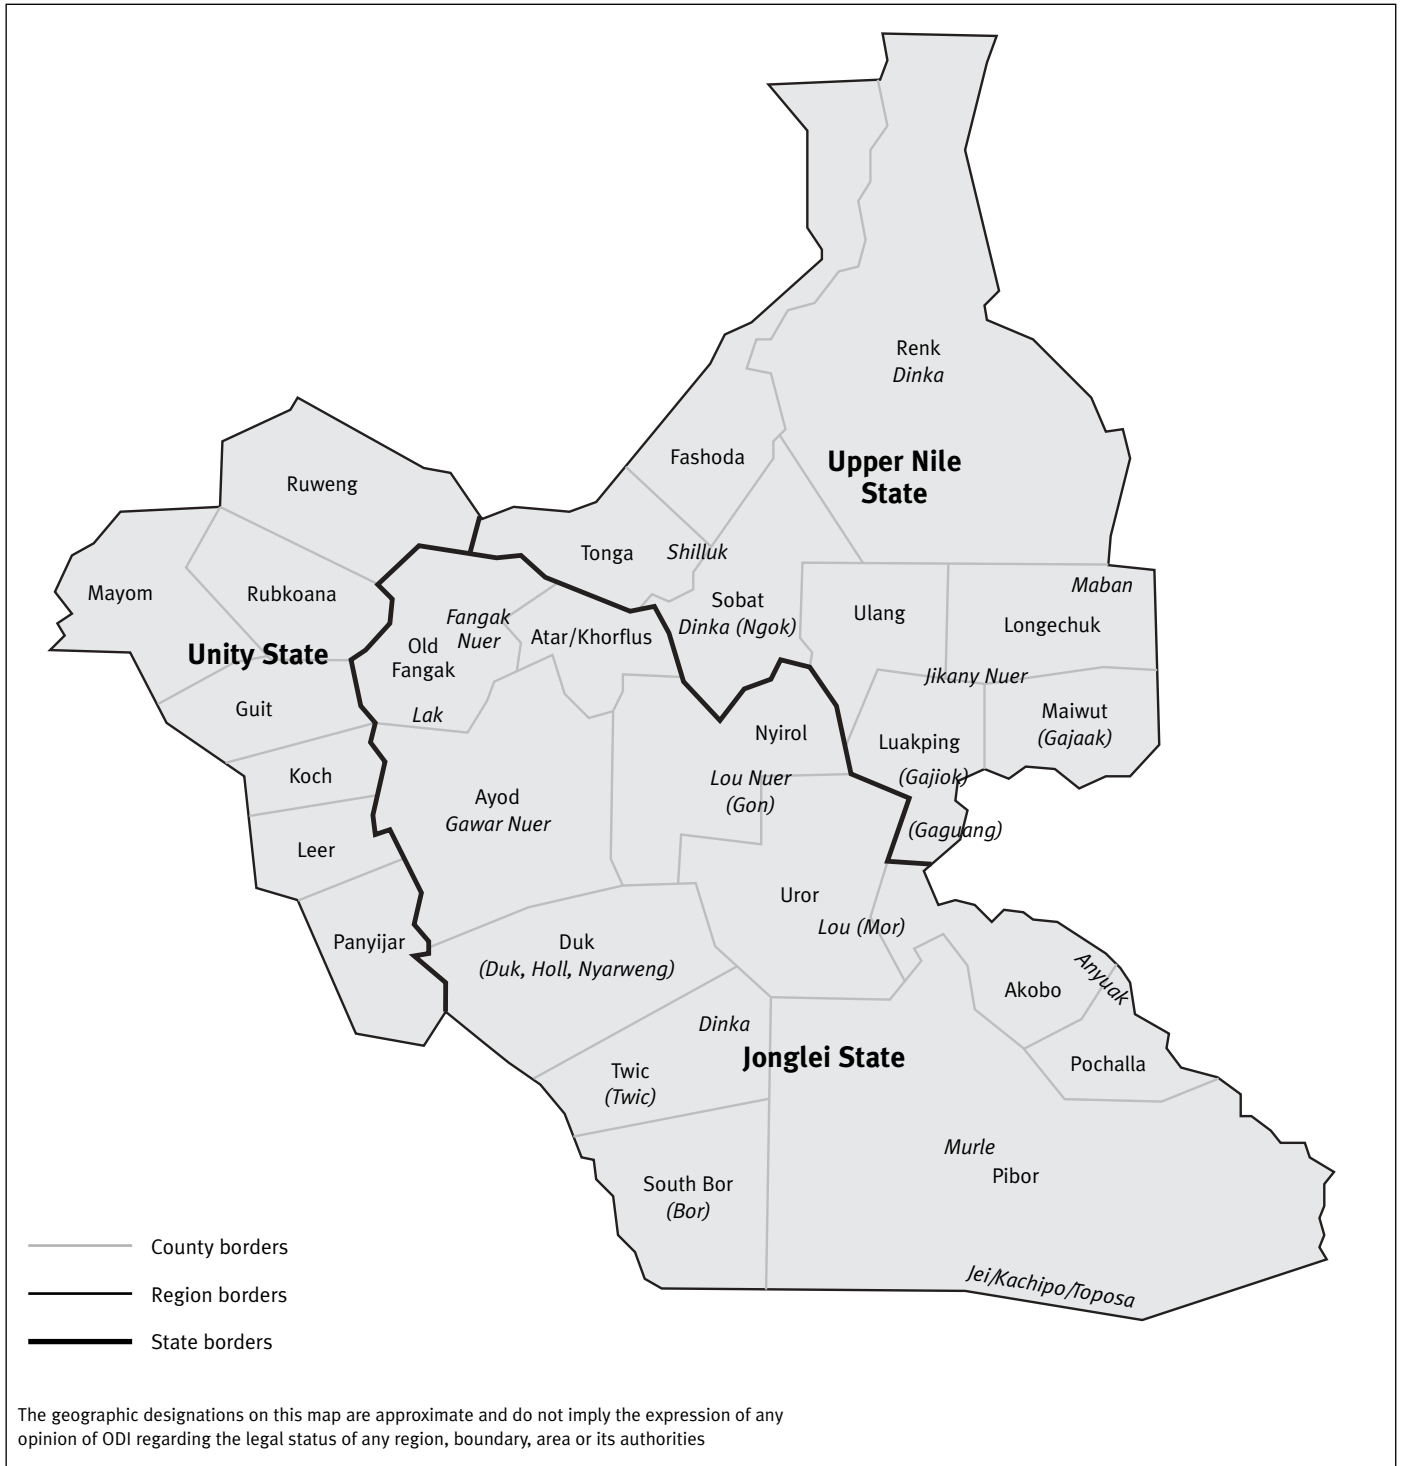 Renk
Dinka
Fashoda
Upper Nile
State
Ruweng
Tonga
Shilluk
Maban
Mayom
Rubkoana
Sobat
Dinka (Ngok)
Ulang
Longechuk
Fangak
Nuer
Atar/Khorflus
Old
Fangak
Unity State
Jikany Nuer
Guit
Lak
Maiwut
(Gajaak)
Nyirol
Luakping
(Gajiok)
Koch
Lou Nuer
(Gon)
Ayod
Gawar Nuer
(Gaguang)
Leer
Uror
Lou (Mor)
Panyijar
Duk
(Duk, Holl, Nyarweng)
Anyuak
Akobo
Dinka
Jonglei State
Twic
(Twic)
Pochalla
Murle
Pibor
South Bor
(Bor)
Jei/Kachipo/Toposa
County borders
Region borders
State borders
The geographic designations on this map are approximate and do not imply the expression of any
opinion of ODI regarding the legal status of any region, boundary, area or its authorities